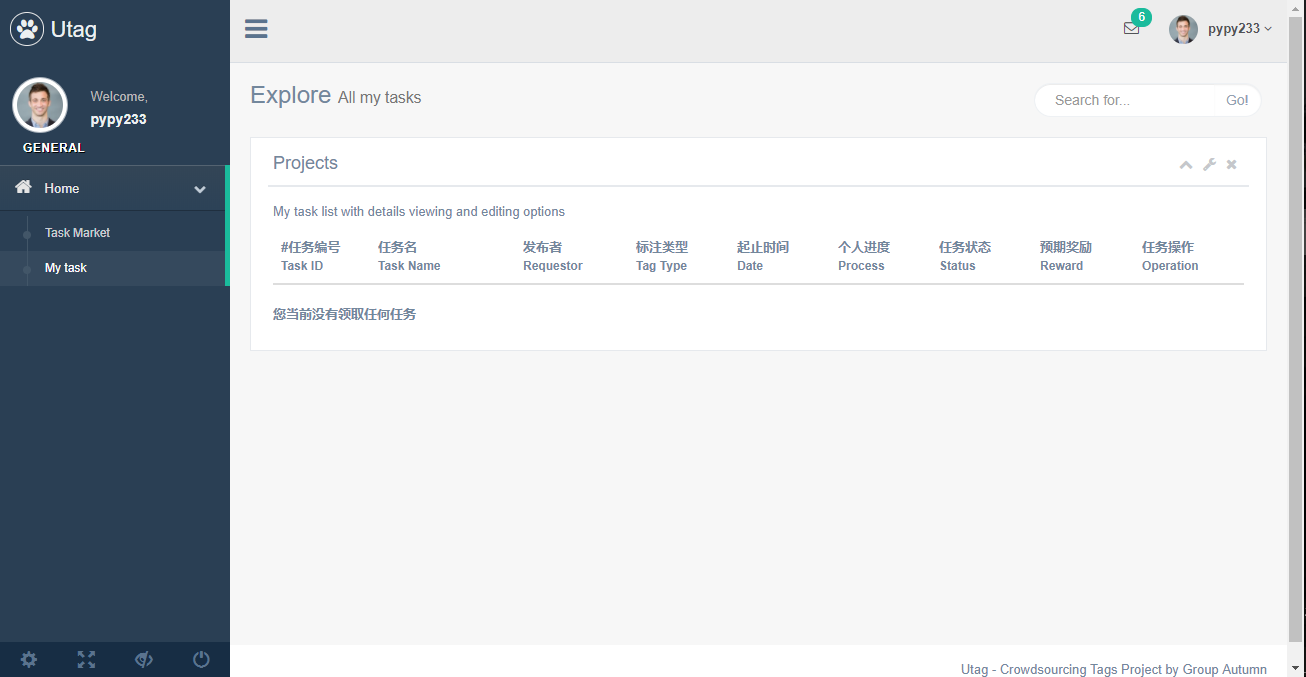 Utag
6
pypy233
Welcome,
pypy233
GENERAL
Home
Task Market
My task
Explore All my tasks
Search for...
Go!
Projects
My task list with details viewing and editing options
#任务编号 任务名 发布者 标注类型 起止时间 个人进度 任务状态 预期奖励 任务操作
Task ID Task Name Requestor Tag Type Date Process Status Reward Operation
您当前没有领取任何任务
Utag - Crowdsourcing Tags Project by Group Autumn